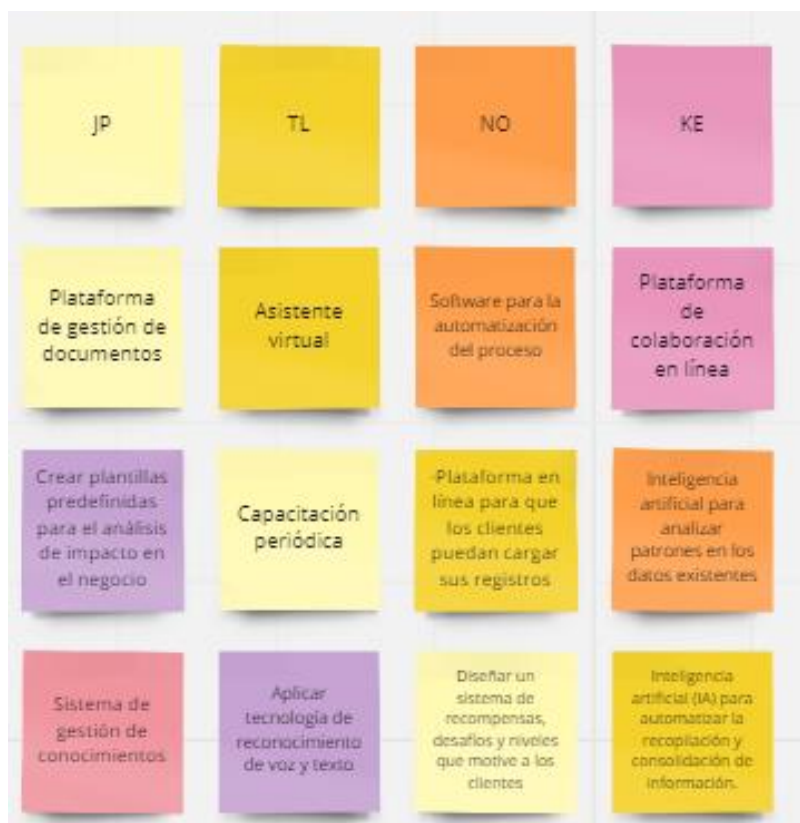 JP
TL
NO
KE
Plataforma
de gestión de
documentos
Asistente
virtual
Software para la
automatización
del proceso
Plataforma
de
colaboración
en línea
Crear plantillas
predefinidas
para el análisis
de impacto en
el negocio
Capacitación
periódica
-Plataforma en
línea para que
los clientes
puedan cargar
sus registros
Inteligencia
artificial para
analizar
patrones en los
datos existentes
Sistema de
gestión de
conocimientos
Aplicar
tecnología de
reconocimiento
de voz y texto
Diseñar un
sistema de
recompensas,
desafíos y niveles
que motive a los
clientes
Inteligencia
artificial (IA) para
automatizar la
recopilación y
consolidación de
información.